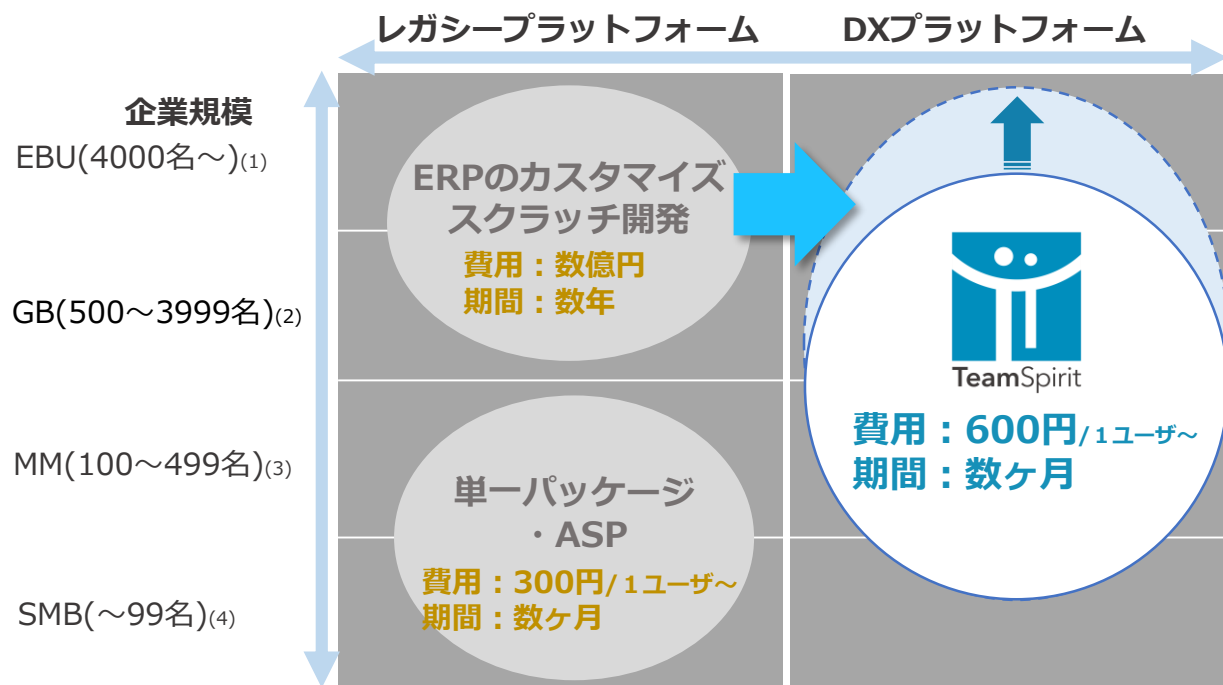 レガシープラットフォーム
DXプラットフォーム
企業規模
EBU(4000名～)(1)
GB(500～3999名)(2)
MM(100～499名)(3)
SMB(～99名)(4)
ERPのカスタマイズ
スクラッチ開発
費用：数億円
期間：数年
単一パッケージ
・ASP
費用：300円/１ユーザ～
期間：数ヶ月
TeamSpirit
費用：600円/１ユーザ～
期間：数ヶ月